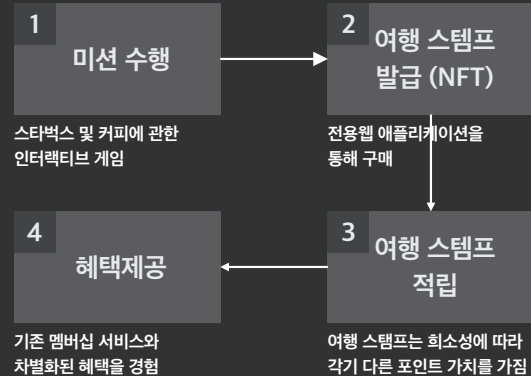 1
미션 수행
스타벅스 및 커피에 관한
인터랙티브 게임
2
여행 스템프
발급 (NFT)
전용웹 애플리케이션을
통해 구매
3
여행 스템프
적립
여행 스탬프는 희소성에 따라
각기 다른 포인트 가치를 가짐
4
혜택제공
기존 멤버십 서비스와
차별화된 혜택을 경험